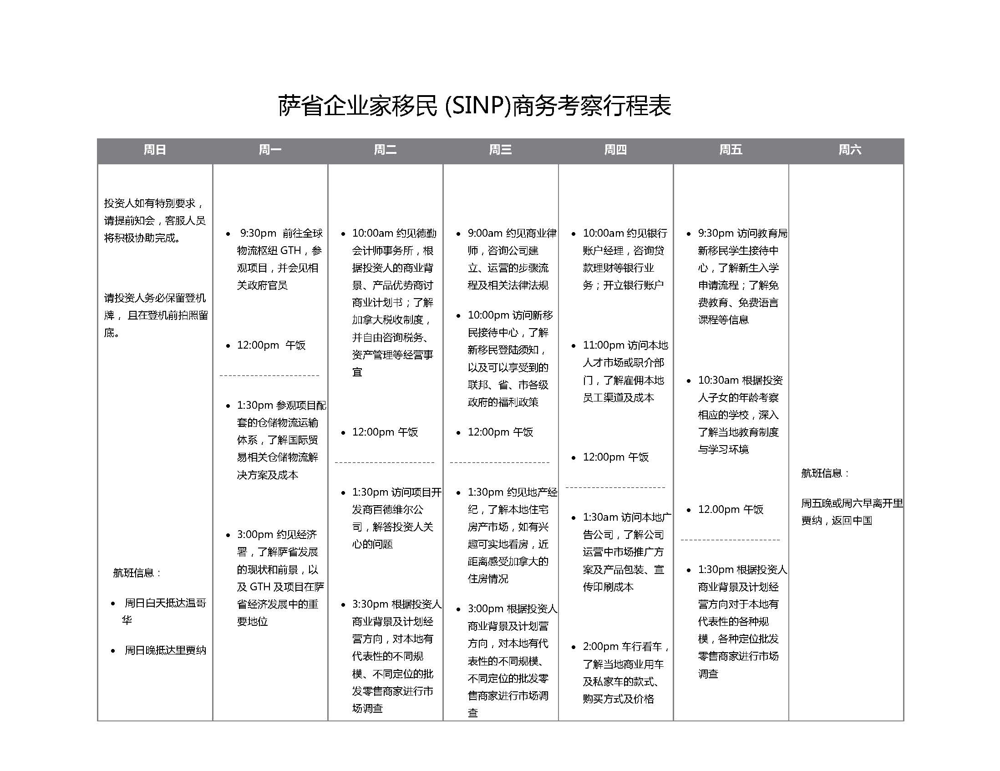 萨省企业家移民 (SINP)商务考察行程表
周日
周一
周二
周三
周四
周五
周六
投资人如有特别要求，
请提前知会，客服人员
将积极协助完成。
请投资人务必保留登机
牌， 且在登机前拍照留
底。
航班信息：
• 周日白天抵达温哥
华
• 周日晚抵达里贾纳
• 9:30pm 前往全球
物流枢纽 GTH，参
观项目，并会见相
关政府官员
• 12:00pm 午饭
• 1:30pm 参观项目配
套的仓储物流运输
体系，了解国际贸
易相关仓储物流解
决方案及成本
• 3:00pm 约见经济
署，了解萨省发展
的现状和前景，以
及 GTH 及项目在萨
省经济发展中的重
要地位
• 10:00am 约见德勤
会计师事务所，根
据投资人的商业背
景、产品优势商讨
商业计划书；了解
加拿大税收制度，
并自由咨询税务、
资产管理等经营事
宜
• 12:00pm 午饭
• 1:30pm 访问项目开
发商百德维尔公
司，解答投资人关
心的问题
• 3:30pm 根据投资人
商业背景及计划经
营方向，对本地有
代表性的不同规
模、不同定位的批
发零售商家进行市
场调查
• 9:00am 约见商业律
师，咨询公司建
立、运营的步骤流
程及相关法律法规
• 10:00pm 访问新移
民接待中心，了解
新移民登陆须知，
以及可以享受到的
联邦、省、市各级
政府的福利政策
• 12:00pm 午饭
• 1:30pm 约见地产经
纪，了解本地住宅
房产市场，如有兴
趣可实地看房，近
距离感受加拿大的
住房情况
• 3:00pm 根据投资人
商业背景及计划营
方向，对本地有代
表性的不同规模、
不同定位的批发零
售商家进行市场调
查
• 10:00am 约见银行
账户经理，咨询贷
款理财等银行业
务；开立银行账户
• 11:00pm 访问本地
人才市场或职介部
门，了解雇佣本地
员工渠道及成本
• 12:00pm 午饭
• 1:30am 访问本地广
告公司，了解公司
运营中市场推广方
案及产品包装、宣
传印刷成本
• 2:00pm 车行看车，
了解当地商业用车
及私家车的款式、
购买方式及价格
• 9:30pm 访问教育局
新移民学生接待中
心，了解新生入学
申请流程；了解免
费教育、免费语言
课程等信息
• 10:30am 根据投资
人子女的年龄考察
相应的学校，深入
了解当地教育制度
与学习环境
• 12.00pm 午饭
• 1:30pm 根据投资人
商业背景及计划经
营方向对于本地有
代表性的各种规
模，各种定位批发
零售商家进行市场
调查
航班信息：
周五晚或周六早离开里
贾纳，返回中国